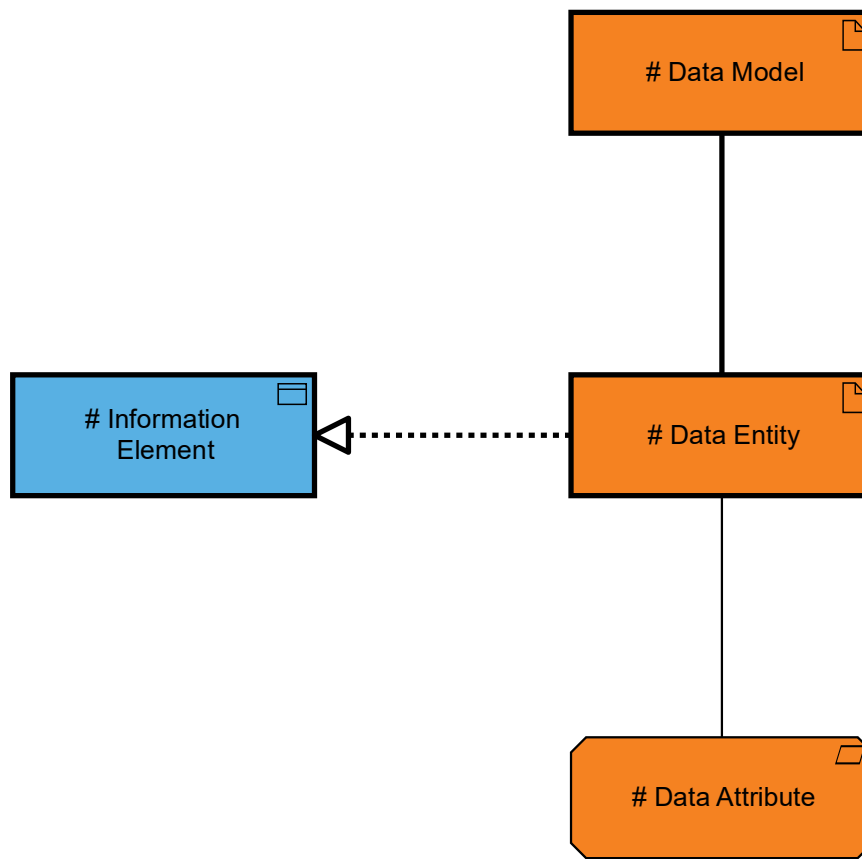 # Data Model
# Information
Element
# Data Entity
# Data Attribute